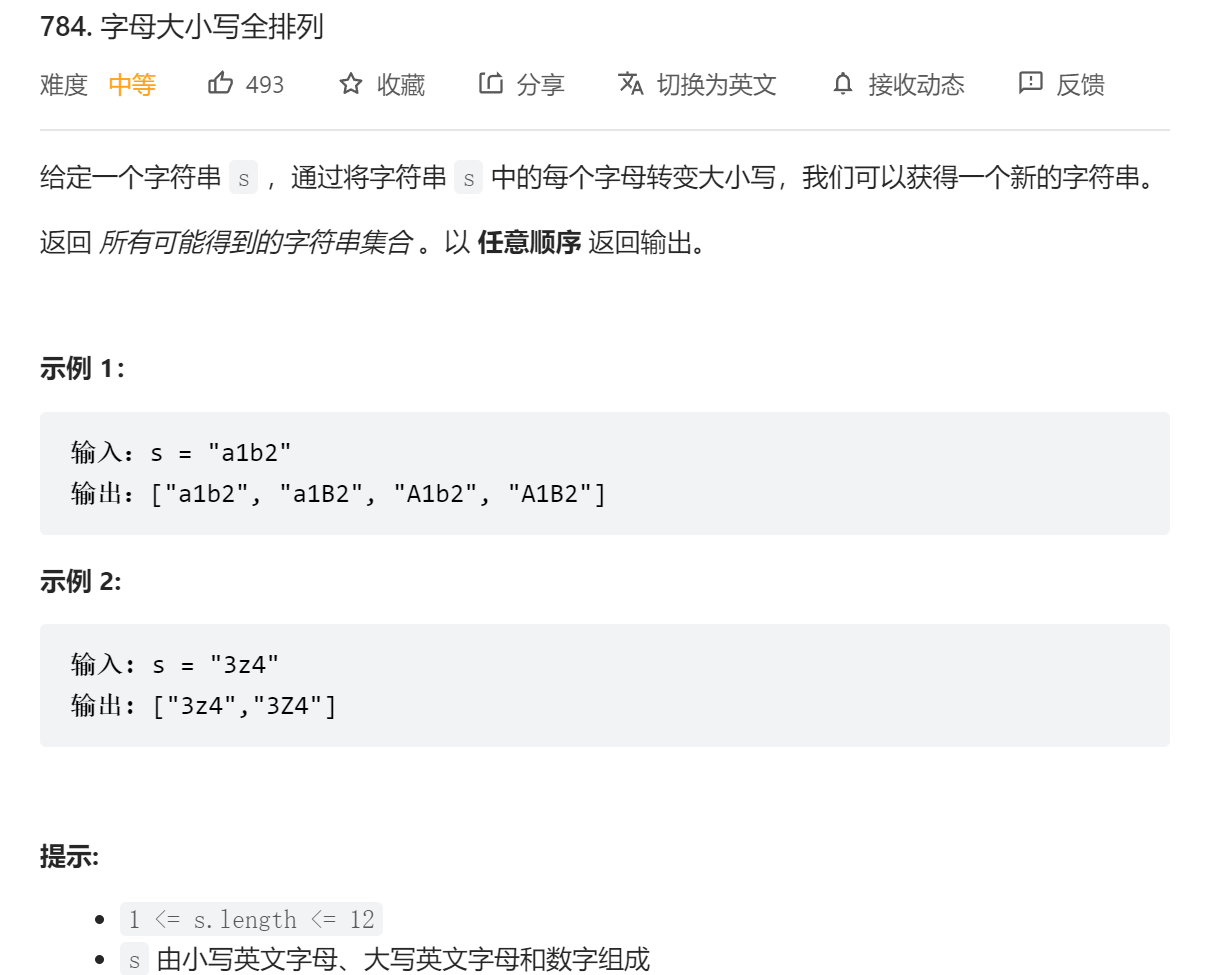 784. 字母大小写全排列
难度 中等 493 收藏 分享 切换为英文 接收动态 反馈
给定一个字符串 s ，通过将字符串 s 中的每个字母转变大小写，我们可以获得一个新的字符串。
返回 所有可能得到的字符串集合 。以 任意顺序 返回输出。
示例 1：
输入：s = "a1b2"
输出：["a1b2", "a1B2", "A1b2", "A1B2"]
示例 2:
输入: s = "3z4"
输出: ["3z4","3Z4"]
提示:
1 <= s.length <= 12
s 由小写英文字母、大写英文字母和数字组成